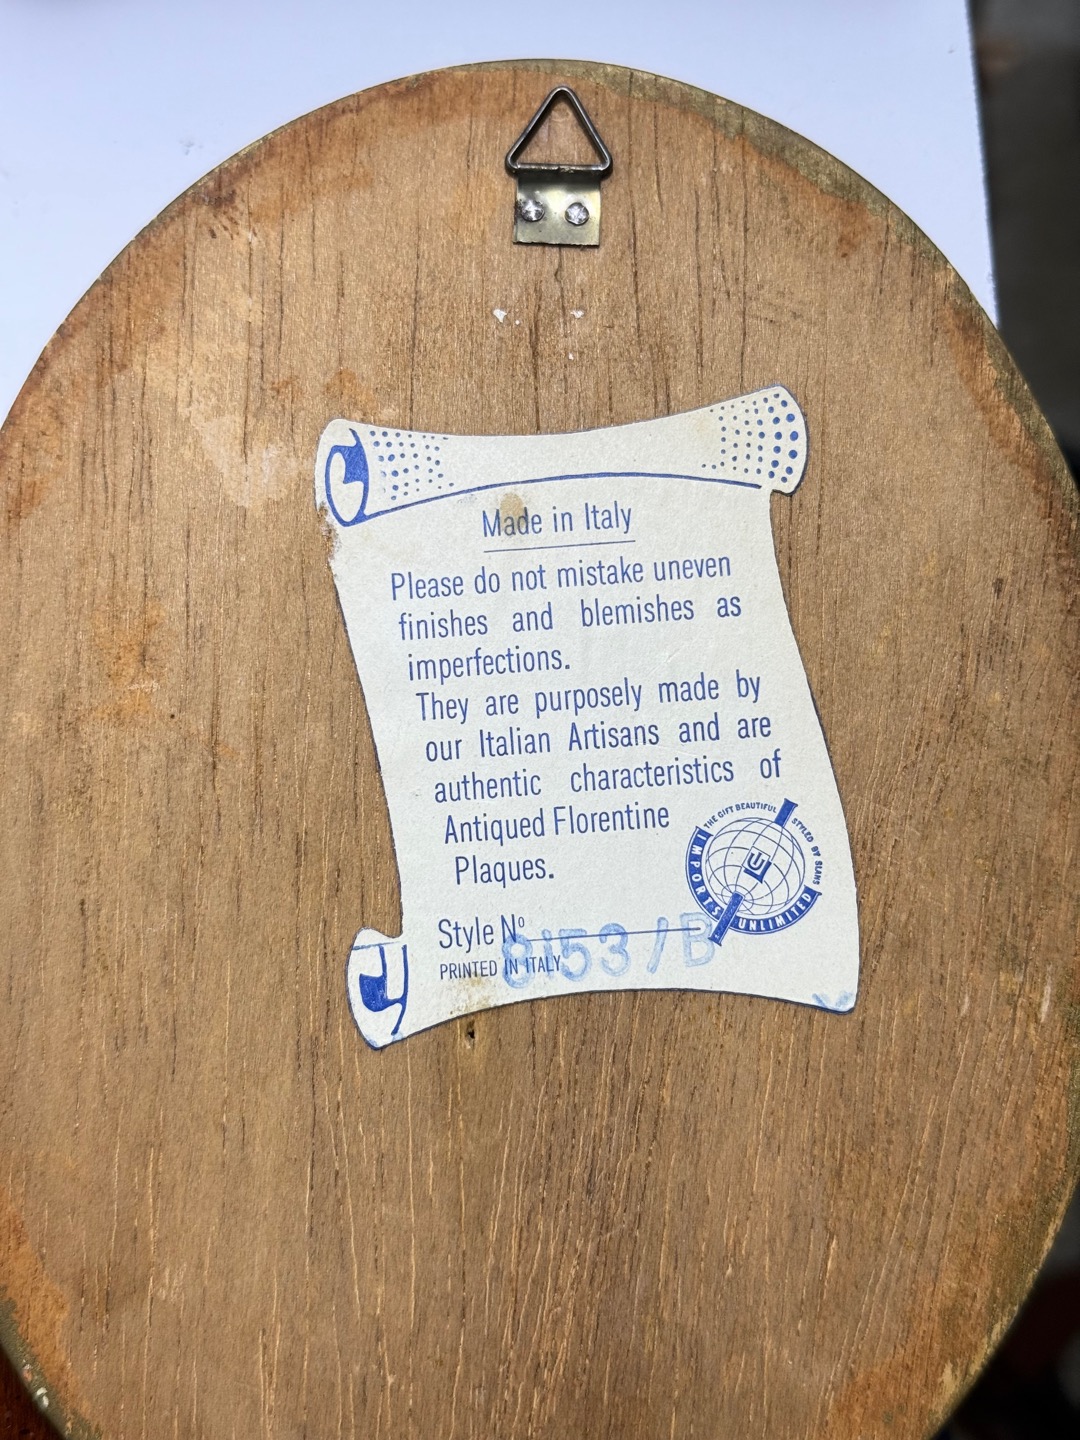 Made in Italy
Please do not mistake uneven
finishes and blemishes as
imperfections.
They are purposely made by
our Italian Artisans and are
authentic characteristics of
Antiqued Florentine
Plaques.
THE GIFT BEAUTIFUL
STYLED BY SLANS
IMPORTS UNLIMITED
IU
Style Nº 8153/B
PRINTED IN ITALY